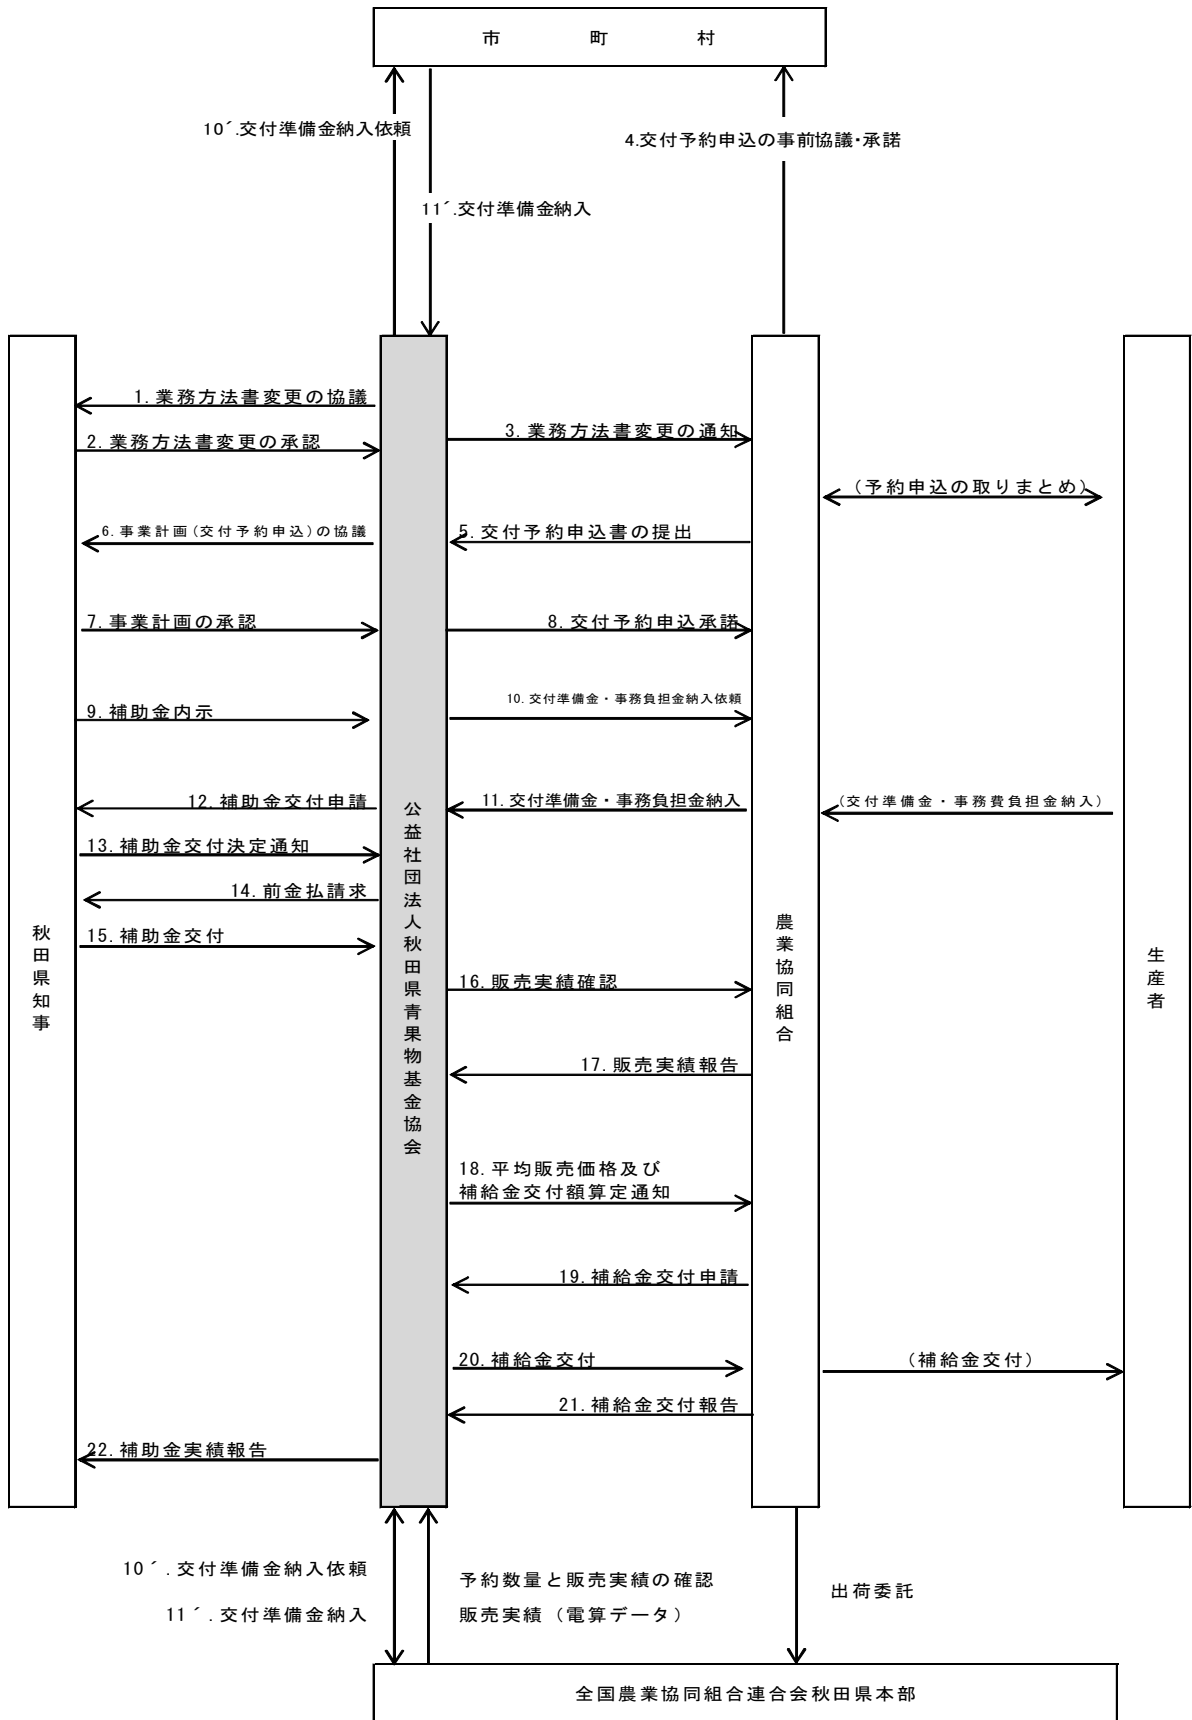 市町村
10´.交付準備金納入依頼
4.交付予約申込の事前協議・承諾
11´.交付準備金納入
1.業務方法書変更の協議
3.業務方法書変更の通知
2.業務方法書変更の承認
(予約申込の取りまとめ)
6.事業計画(交付予約申込)の協議
5.交付予約申込書の提出
7.事業計画の承認
8.交付予約申込承諾
9.補助金内示
10.交付準備金・事務負担金納入依頼
12.補助金交付申請
11.交付準備金・事務負担金納入
(交付準備金・事務費負担金納入)
13.補助金交付決定通知
14.前金払請求
15.補助金交付
秋田県知事
公益社団法人秋田県青果物基金協会
農業協同組合
生産者
16.販売実績確認
17.販売実績報告
18.平均販売価格及び
補給金交付額算定通知
19.補給金交付申請
20.補給金交付
(補給金交付)
21.補給金交付報告
22.補助金実績報告
10´.交付準備金納入依頼
11´.交付準備金納入
予約数量と販売実績の確認
販売実績(電算データ)
出荷委託
全国農業協同組合連合会秋田県本部